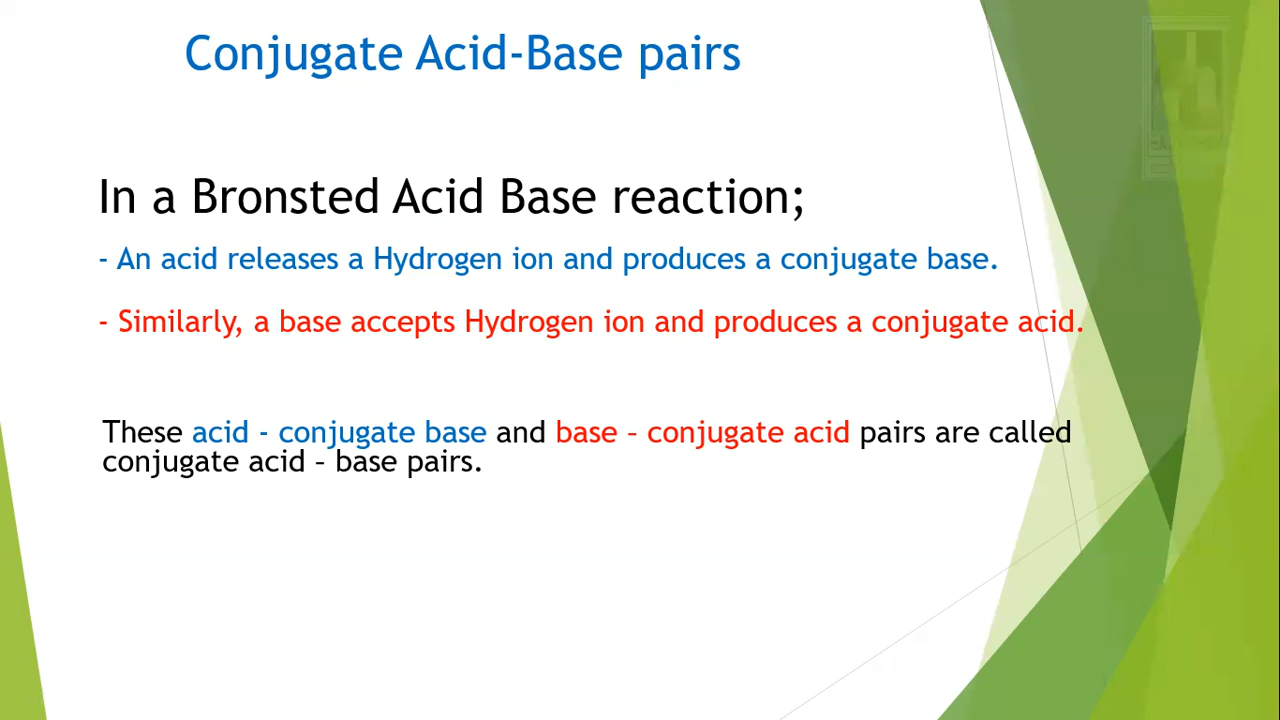 Conjugate Acid-Base pairs
In a Bronsted Acid Base reaction;
- An acid releases a Hydrogen ion and produces a conjugate base.
- Similarly, a base accepts Hydrogen ion and produces a conjugate acid.
These acid - conjugate base and base – conjugate acid pairs are called
conjugate acid – base pairs.